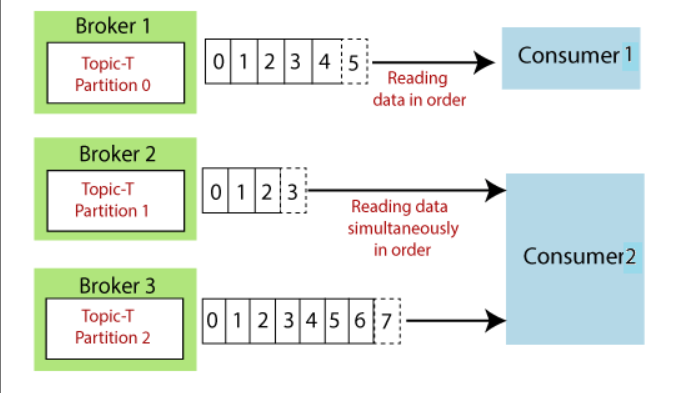 Broker 1
Topic-T
Partition 0
0 1 2 3 4 5
Reading
data in order
Consumer 1
Broker 2
Topic-T
Partition 1
0 1 2 3
Reading data
simultaneously
in order
Consumer2
Broker 3
Topic-T
Partition 2
0 1 2 3 4 5 6 7